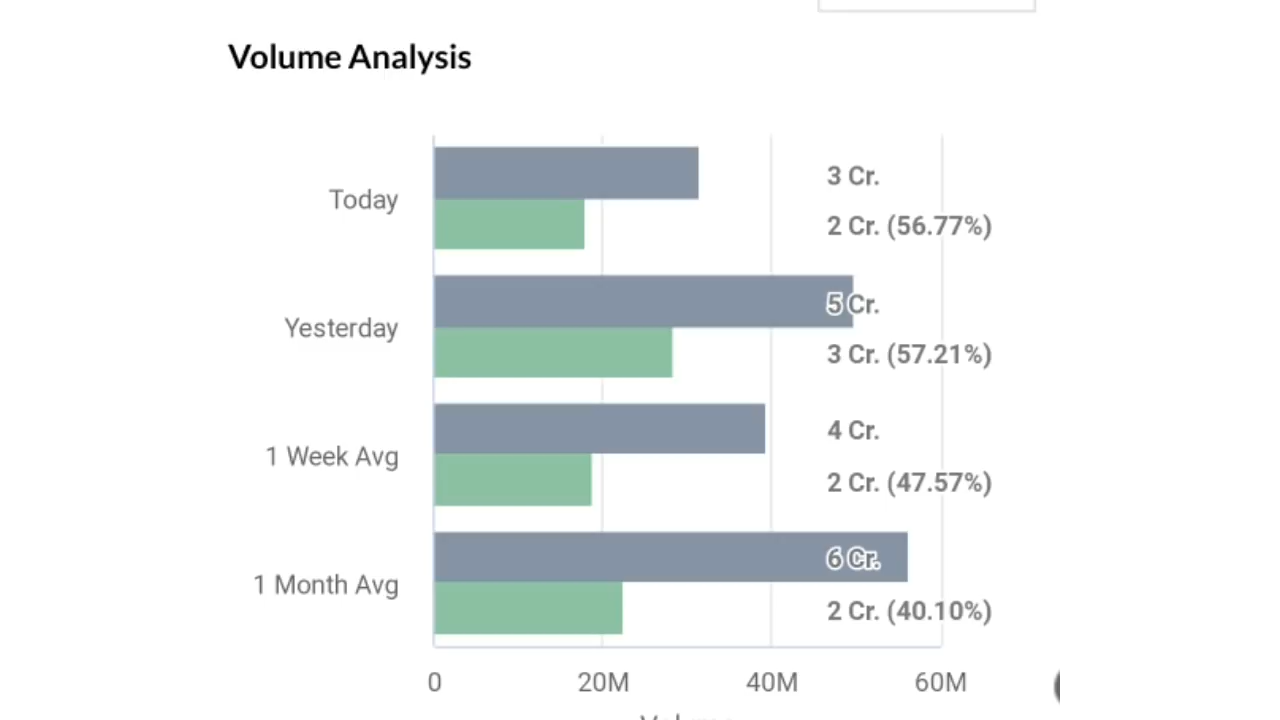 Volume Analysis
Today
3 Cr.
2 Cr. (56.77%)
Yesterday
5 Cr.
3 Cr. (57.21%)
1 Week Avg
4 Cr.
2 Cr. (47.57%)
1 Month Avg
6 Cr.
2 Cr. (40.10%)
0 20M 40M 60M